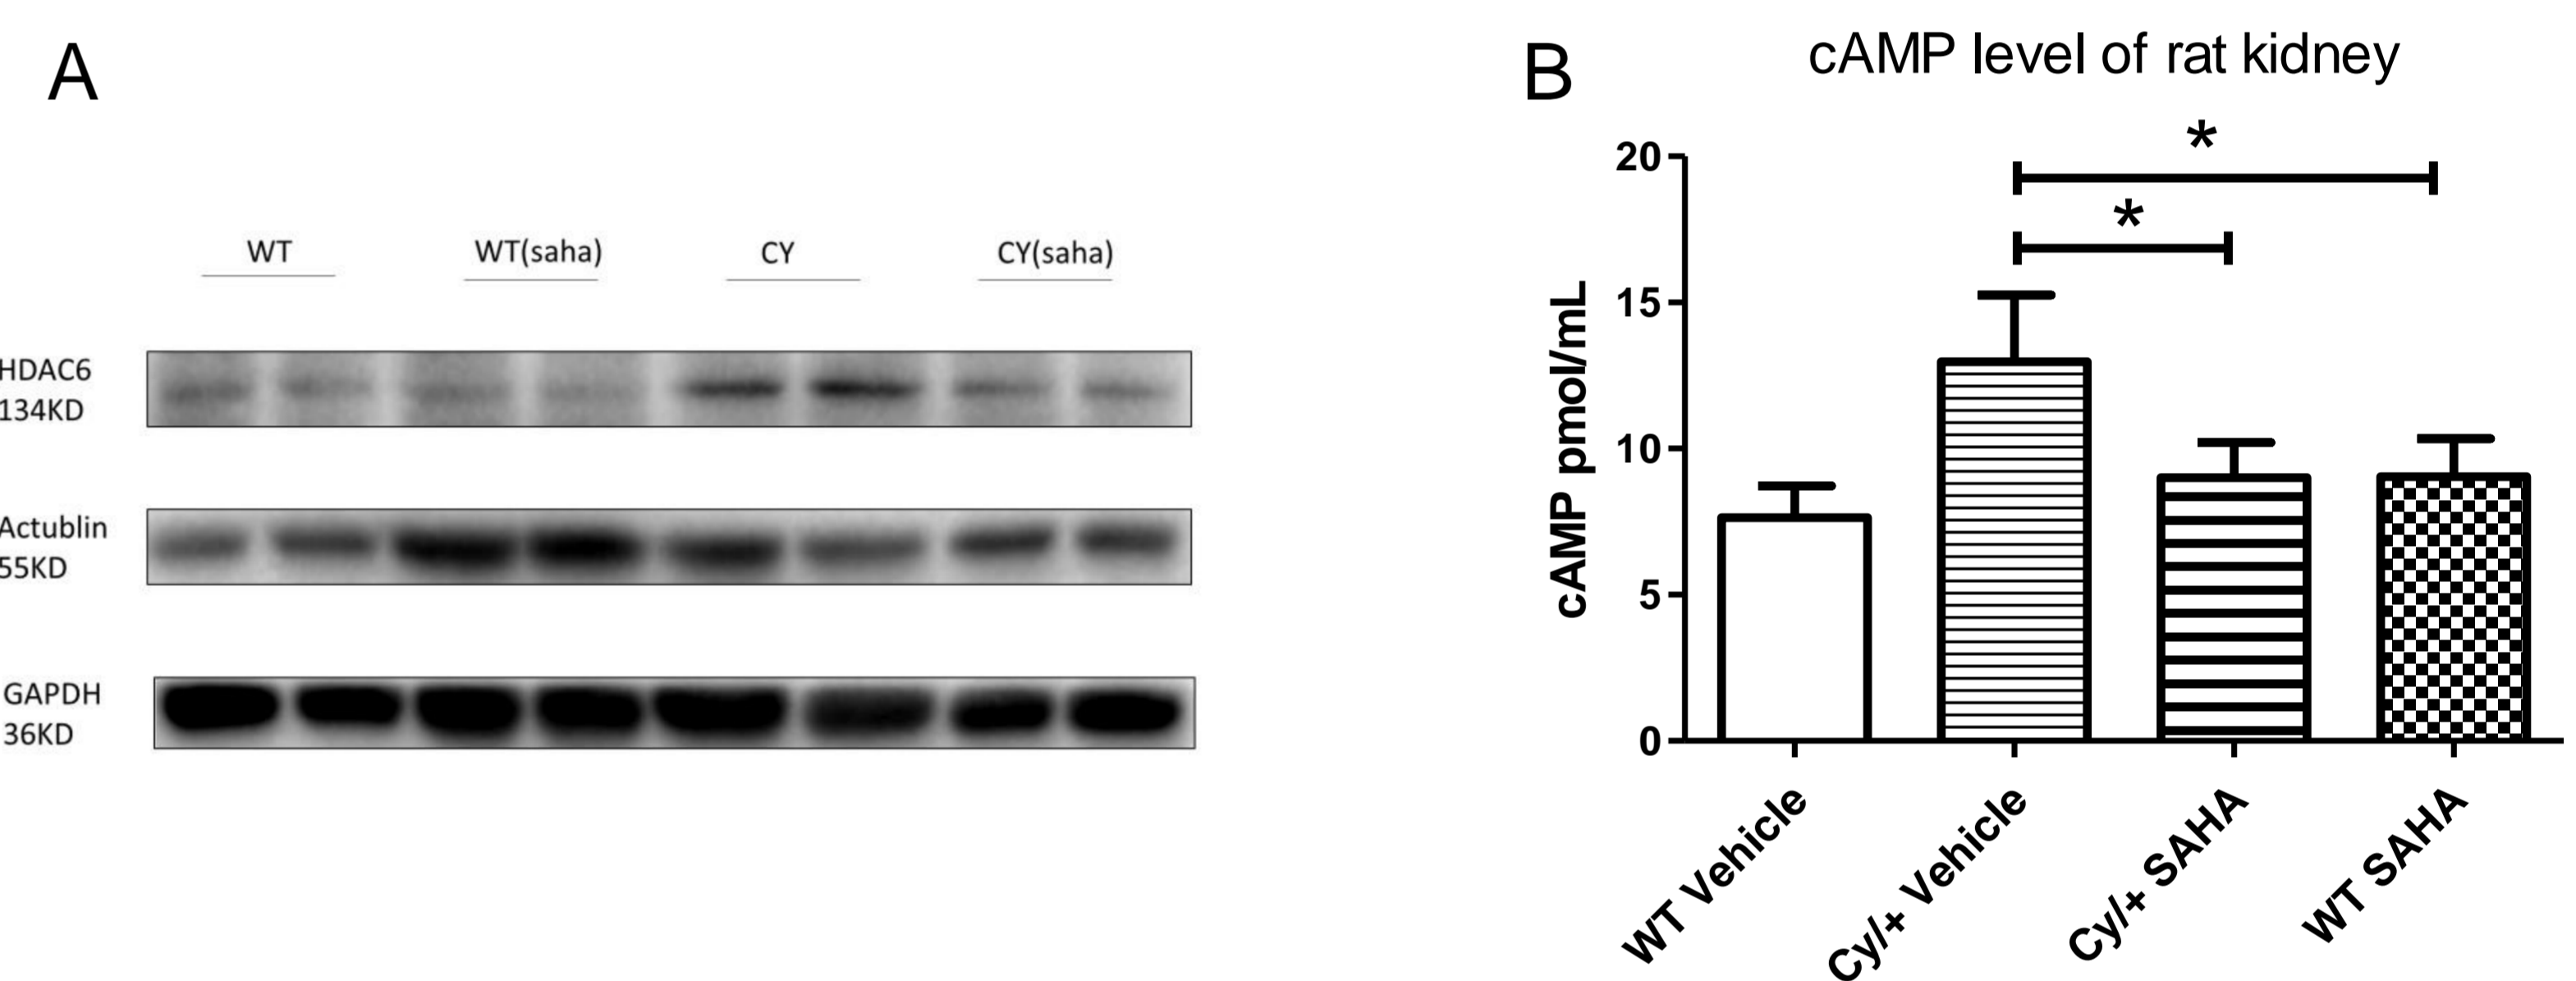 A
WT
WT(saha)
CY
CY(saha)
HDAC6
134KD
Actublin
55KD
GAPDH
36KD
B
cAMP level of rat kidney
*
*
cAMP pmol/mL
20
15
10
5
0
WT Vehicle
Cy/+ Vehicle
Cy/+ SAHA
WT SAHA